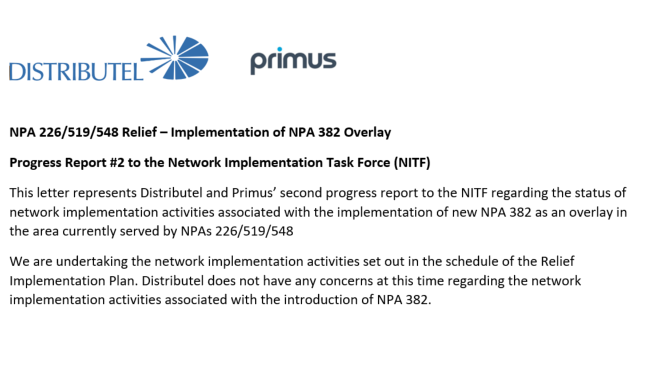 DISTRIBUTEL primus
NPA 226/519/548 Relief – Implementation of NPA 382 Overlay
Progress Report #2 to the Network Implementation Task Force (NITF)
This letter represents Distributel and Primus’ second progress report to the NITF regarding the status of
network implementation activities associated with the implementation of new NPA 382 as an overlay in
the area currently served by NPAs 226/519/548
We are undertaking the network implementation activities set out in the schedule of the Relief
Implementation Plan. Distributel does not have any concerns at this time regarding the network
implementation activities associated with the introduction of NPA 382.